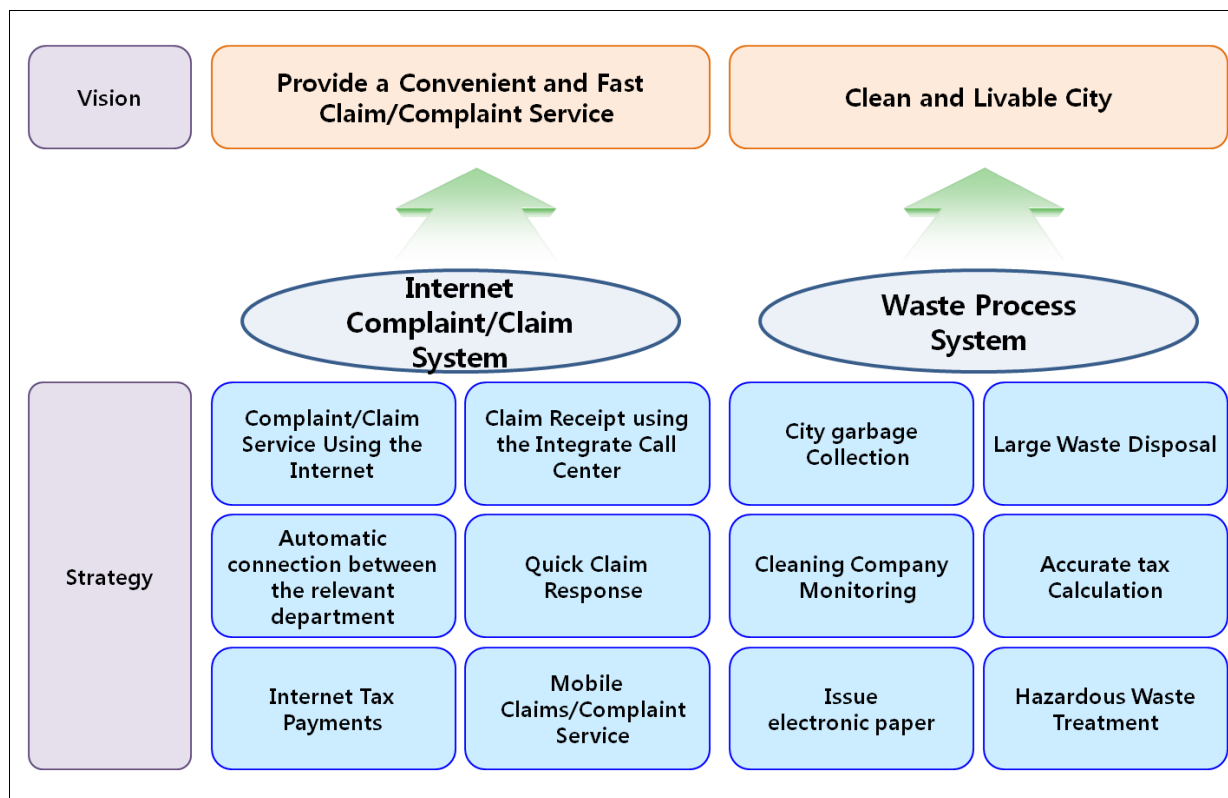 Vision
Provide a Convenient and Fast
Claim/Complaint Service
Clean and Livable City
Internet
Complaint/Claim
System
Waste Process
System
Strategy
Complaint/Claim
Service Using the
Internet
Claim Receipt using
the Integrate Call
Center
City garbage
Collection
Large Waste Disposal
Automatic
connection between
the relevant
department
Quick Claim
Response
Cleaning Company
Monitoring
Accurate tax
Calculation
Internet Tax
Payments
Mobile
Claims/Complaint
Service
Issue
electronic paper
Hazardous Waste
Treatment